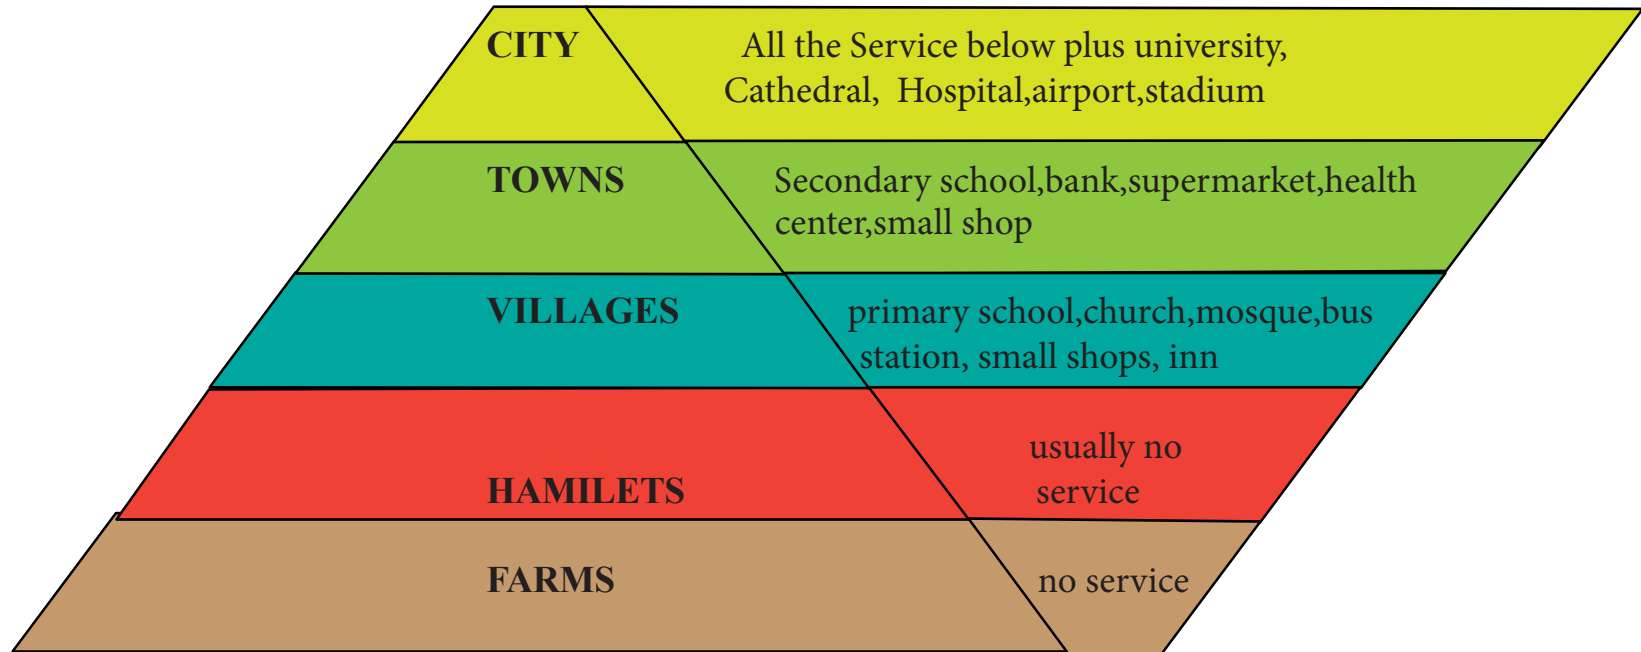 CITY
All the Service below plus university,
Cathedral, Hospital,airport,stadium
TOWNS
Secondary school,bank,supermarket,health
center,small shop
VILLAGES
primary school,church,mosque,bus
station, small shops, inn
HAMILETS
usually no
service
FARMS
no service